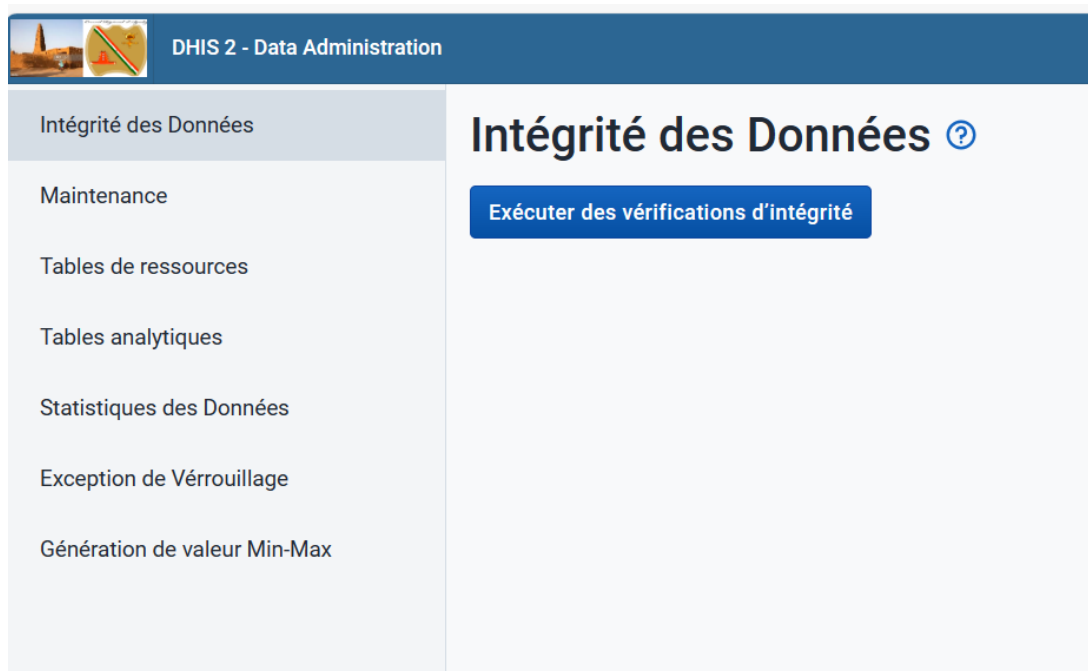 DHIS 2 - Data Administration
Intégrité des Données
Maintenance
Tables de ressources
Tables analytiques
Statistiques des Données
Exception de Vérrouillage
Génération de valeur Min-Max
Intégrité des Données
Exécuter des vérifications d’intégrité